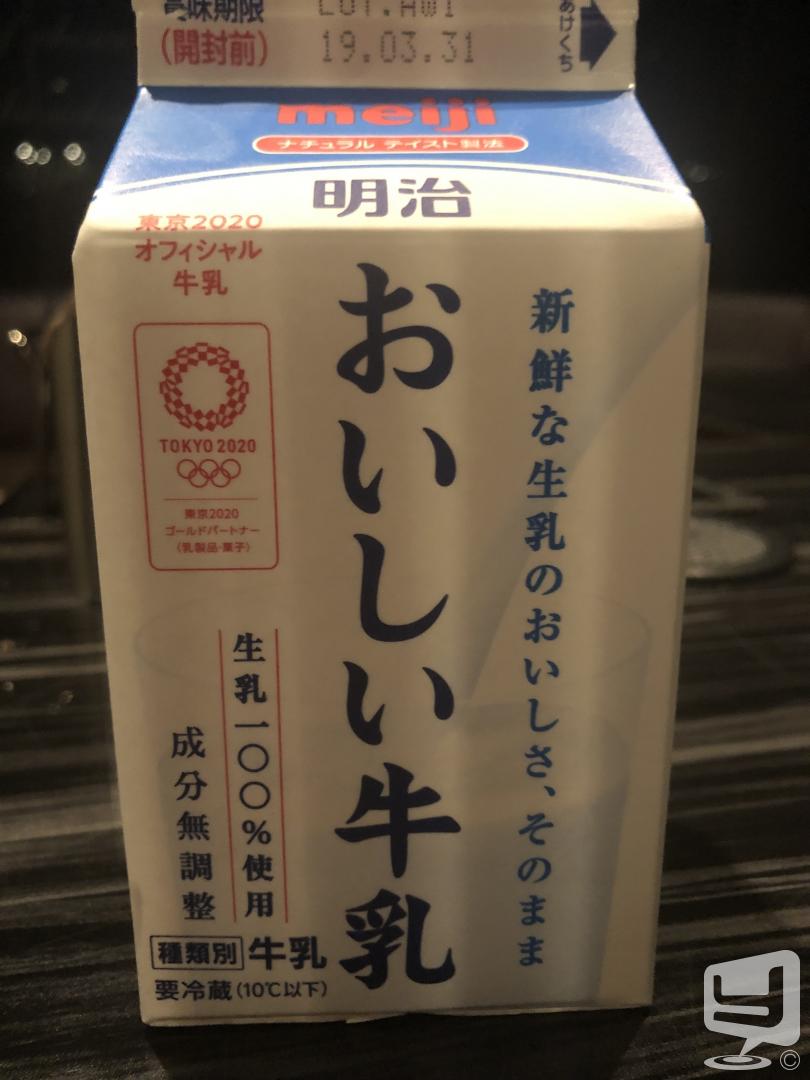 賞味期限
(開封前)
LOT.HW1
19.03.31
あけくち
meiji
ナチュラル テイスト製法
明治
東京2020
オフィシャル
牛乳
TOKYO 2020
東京2020
ゴールドパートナー
(乳製品・菓子)
新鮮な生乳のおいしさ、そのまま
おいしい牛乳
生乳一〇〇%使用
成分無調整
種類別 牛乳
要冷蔵(10℃以下)